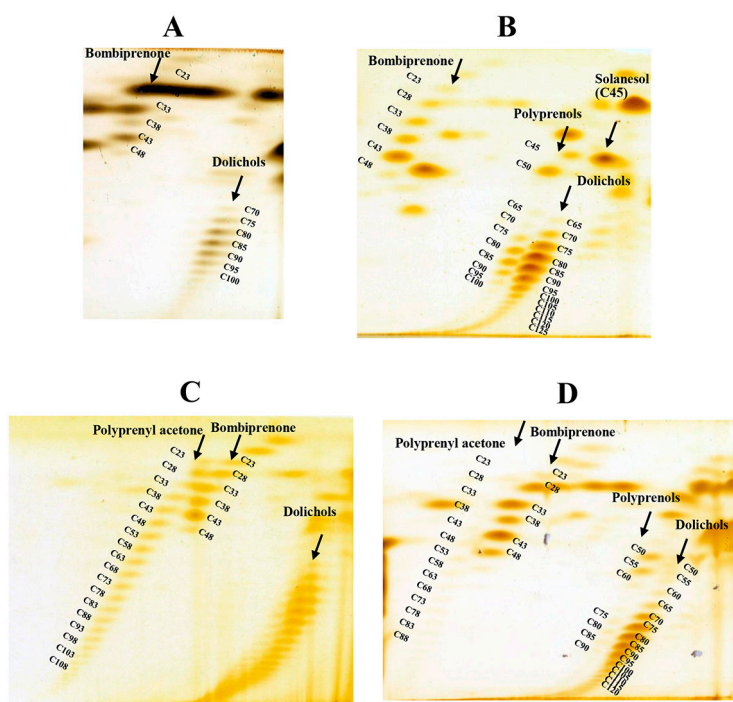 A
Bombiprenone
C23
C33
C38
C43
C48
Dolichols
C70
C75
C80
C85
C90
C95
C100
B
Bombiprenone
C23
C28
C33
C38
C43
C48
Solanesol
(C45)
Polyprenols
C45
C50
Dolichols
C65
C70
C75
C80
C85
C90
C95
C100
C65
C70
C75
C80
C85
C90
C95
C
Polyprenyl acetone
Bombiprenone
C23
C28
C33
C38
C43
C48
C53
C58
C63
C68
C73
C78
C83
C88
C93
C98
C103
C108
C23
C28
C33
C38
C43
C48
Dolichols
D
Polyprenyl acetone
Bombiprenone
C23
C28
C33
C38
C43
C48
C53
C58
C63
C68
C73
C78
C83
C88
C23
C28
C33
C38
C43
C48
Polyprenols
C50
C55
C60
C75
C80
C85
C90
Dolichols
C50
C55
C60
C65
C70
C75
C80
C85
C90
C95